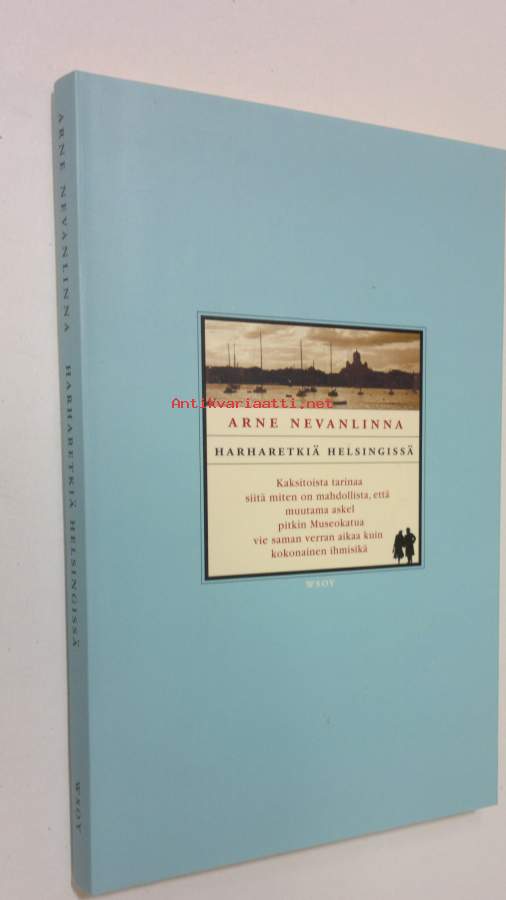 ARNE NEVANLINNA HARHARETKIÄ HELSINGISSÄ WSOY
Antikvariaatti.net
ARNE NEVANLINNA
HARHARETKIÄ HELSINGISSÄ
Kaksitoista tarinaa
siitä miten on mahdollista, että
muutama askel
pitkin Museokatua
vie saman verran aikaa kuin
kokonainen ihmisikä
WSOY